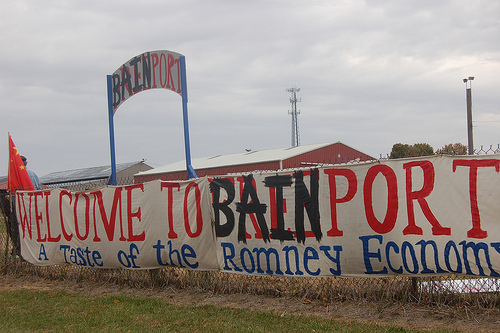 BAINPORT
WELCOME TO BAINPORT
A Taste of the Romney Economy